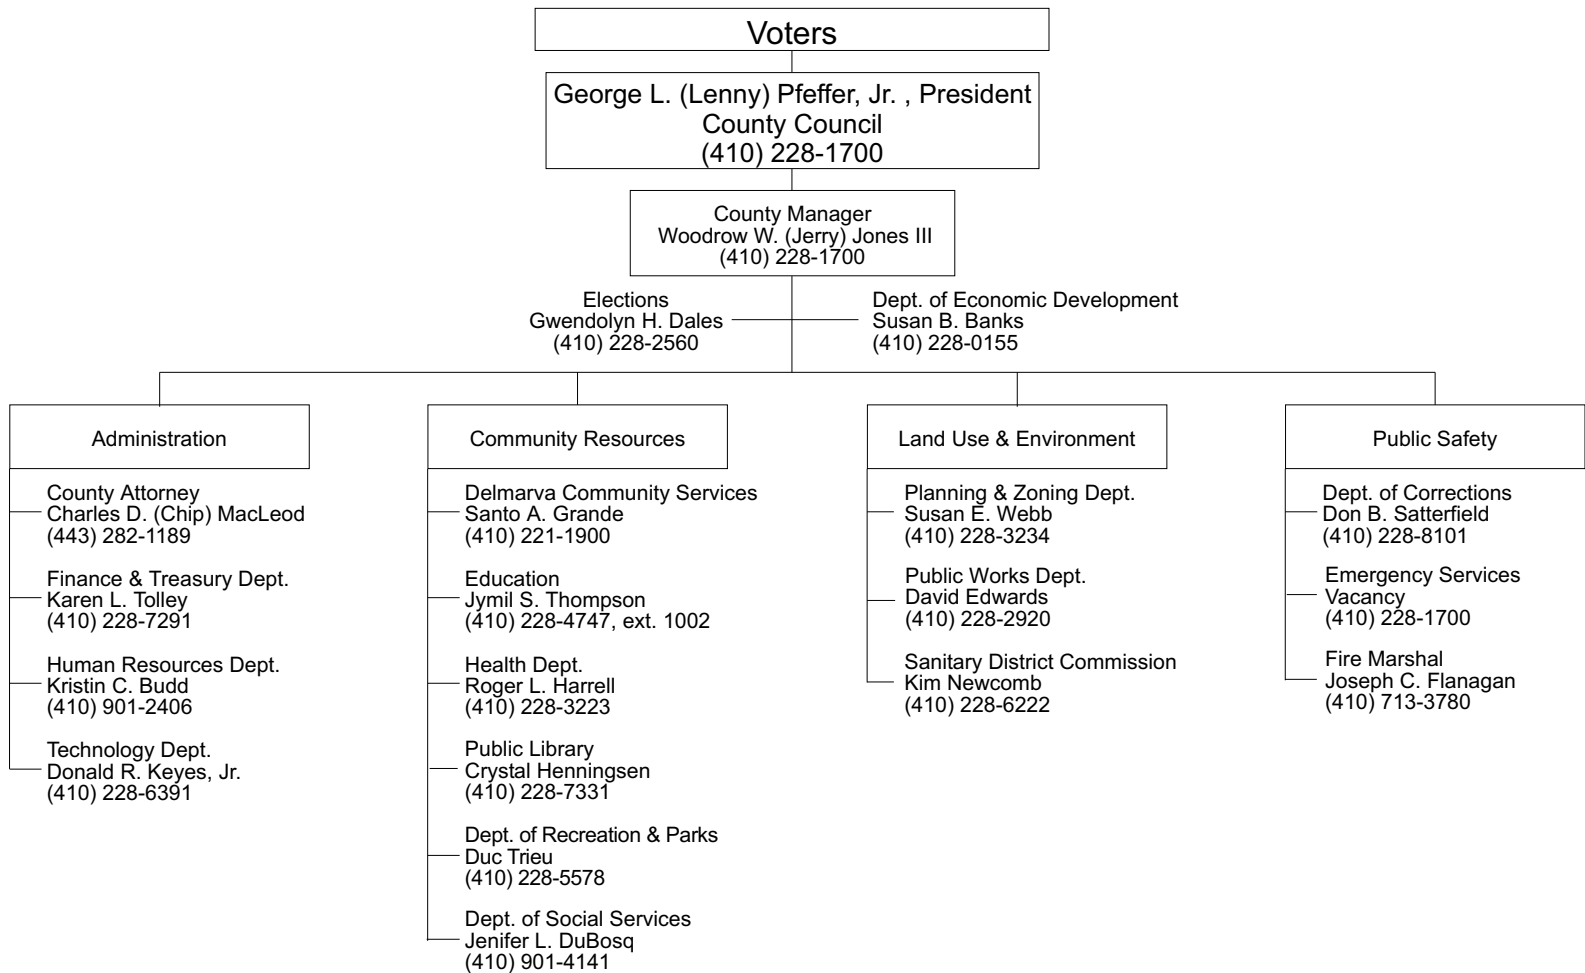 Voters
George L. (Lenny) Pfeffer, Jr. , President
County Council
(410) 228-1700
County Manager
Woodrow W. (Jerry) Jones III
(410) 228-1700
Elections
Gwendolyn H. Dales
(410) 228-2560
Dept. of Economic Development
Susan B. Banks
(410) 228-0155
Administration
County Attorney
Charles D. (Chip) MacLeod
(443) 282-1189
Finance & Treasury Dept.
Karen L. Tolley
(410) 228-7291
Human Resources Dept.
Kristin C. Budd
(410) 901-2406
Technology Dept.
Donald R. Keyes, Jr.
(410) 228-6391
Community Resources
Delmarva Community Services
Santo A. Grande
(410) 221-1900
Education
Jymil S. Thompson
(410) 228-4747, ext. 1002
Health Dept.
Roger L. Harrell
(410) 228-3223
Public Library
Crystal Henningsen
(410) 228-7331
Dept. of Recreation & Parks
Duc Trieu
(410) 228-5578
Dept. of Social Services
Jenifer L. DuBosq
(410) 901-4141
Land Use & Environment
Planning & Zoning Dept.
Susan E. Webb
(410) 228-3234
Public Works Dept.
David Edwards
(410) 228-2920
Sanitary District Commission
Kim Newcomb
(410) 228-6222
Public Safety
Dept. of Corrections
Don B. Satterfield
(410) 228-8101
Emergency Services
Vacancy
(410) 228-1700
Fire Marshal
Joseph C. Flanagan
(410) 713-3780